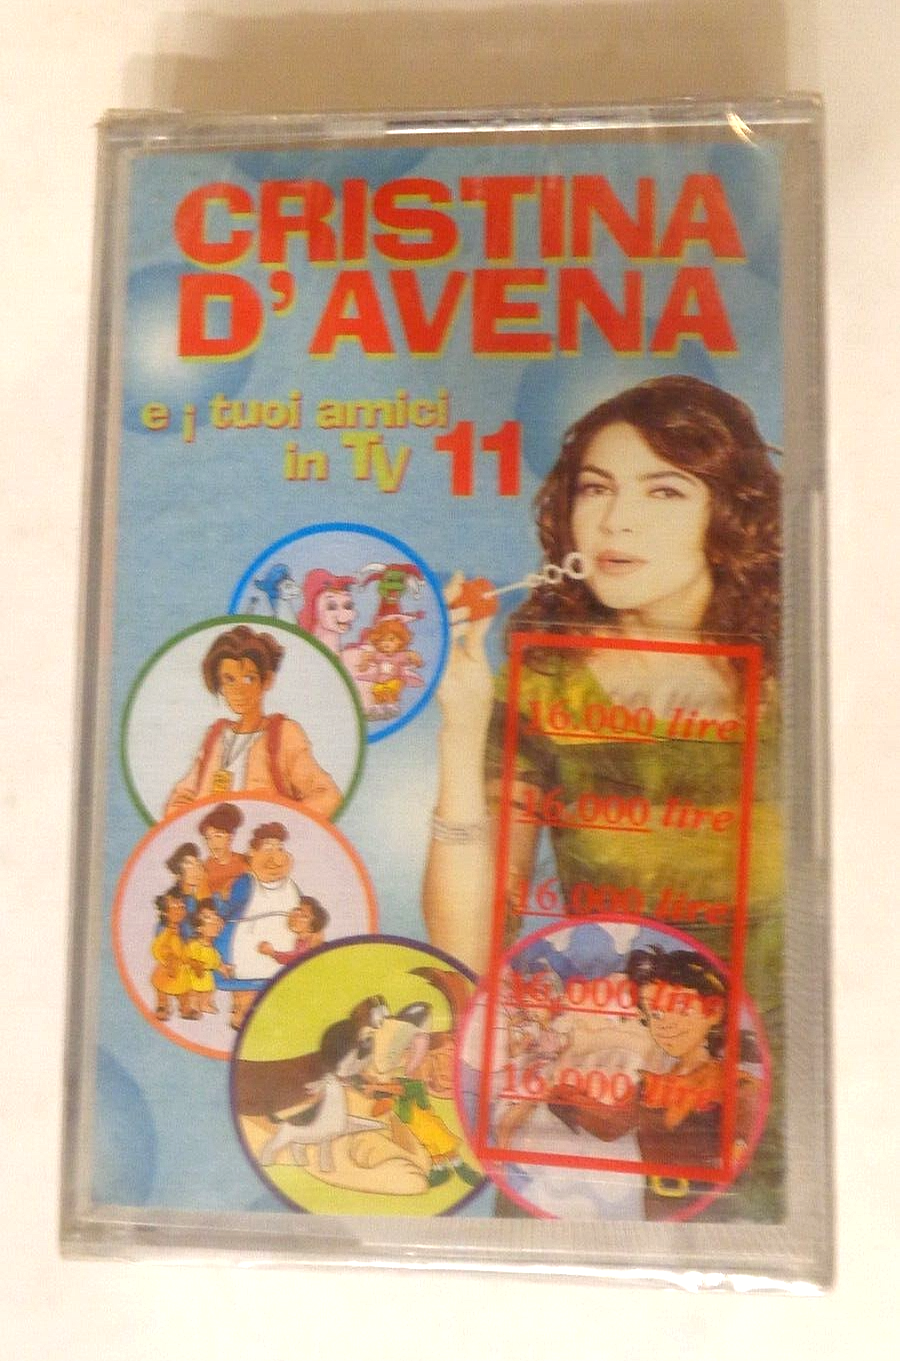 CRISTINA
D'AVENA
e i tuoi amici
in TV 11
16.000 lire
16.000 lire
16.000 lire
16.000 lire
16.000 lire